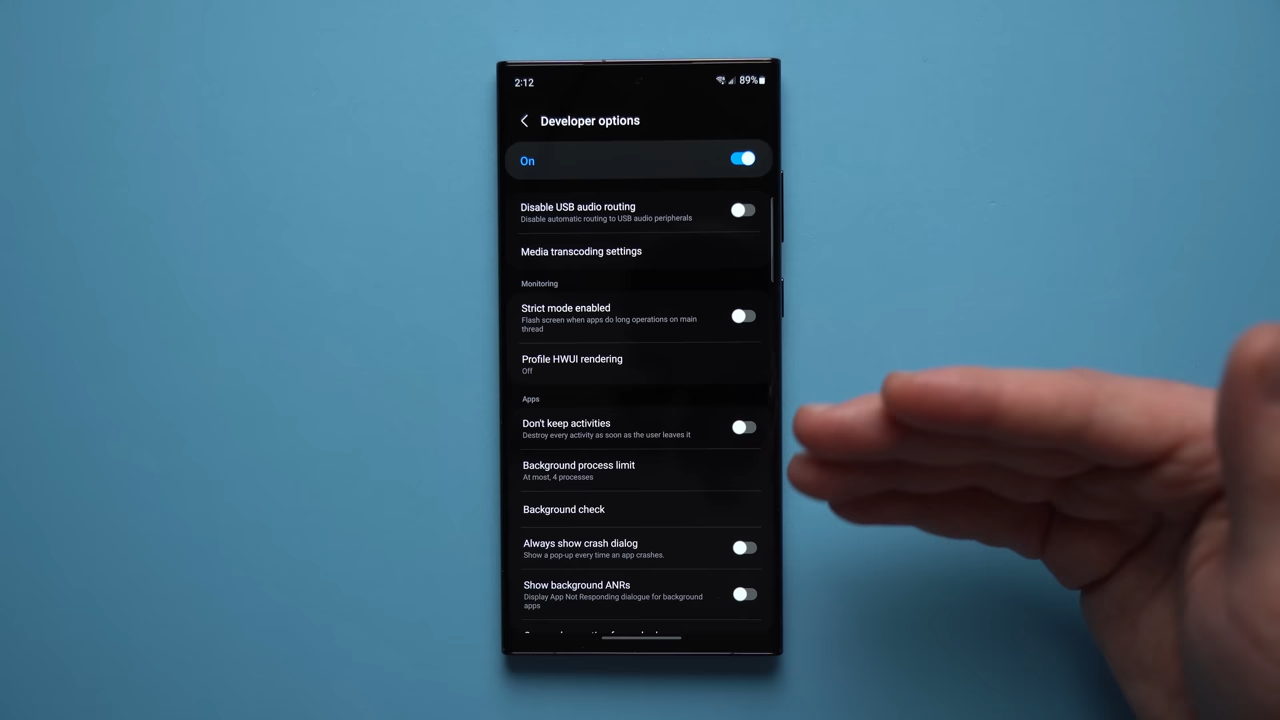 2:12
89%
Developer options
On
Disable USB audio routing
Disable automatic routing to USB audio peripherals
Media transcoding settings
Monitoring
Strict mode enabled
Flash screen when apps do long operations on main
thread
Profile HWUI rendering
Off
Apps
Don't keep activities
Destroy every activity as soon as the user leaves it
Background process limit
At most, 4 processes
Background check
Always show crash dialog
Show a pop-up every time an app crashes.
Show background ANRs
Display App Not Responding dialogue for background
apps